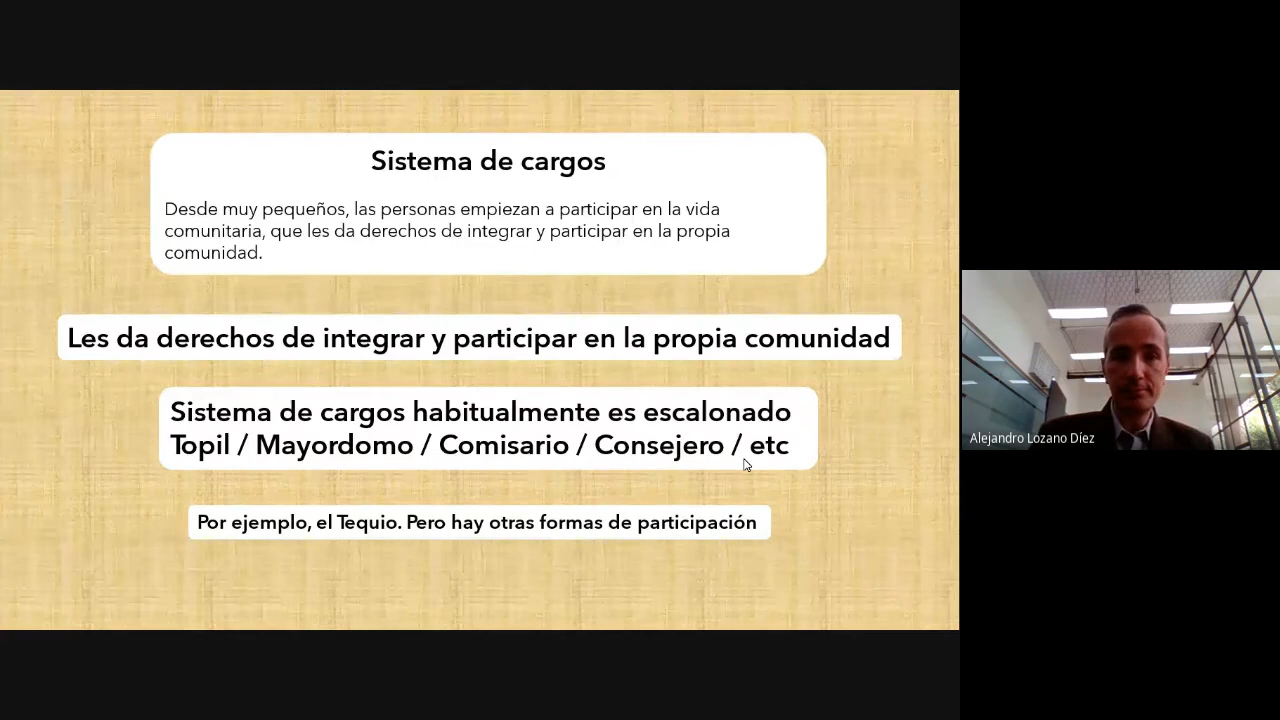 Sistema de cargos
Desde muy pequeños, las personas empiezan a participar en la vida
comunitaria, que les da derechos de integrar y participar en la propia
comunidad.
Les da derechos de integrar y participar en la propia comunidad
Sistema de cargos habitualmente es escalonado
Topil / Mayordomo / Comisario / Consejero / etc
Por ejemplo, el Tequio. Pero hay otras formas de participación
Alejandro Lozano Díez